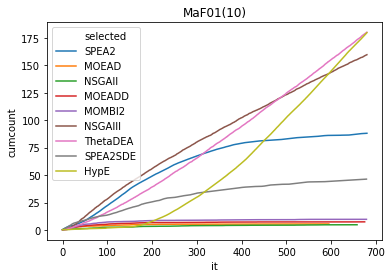 MaF01(10)
selected
SPEA2
MOEAD
NSGAII
MOEADD
MOMBI2
NSGAIII
ThetaDEA
SPEA2SDE
HypE
cumcount
175
150
125
100
75
50
25
0
0 100 200 300 400 500 600 700
it